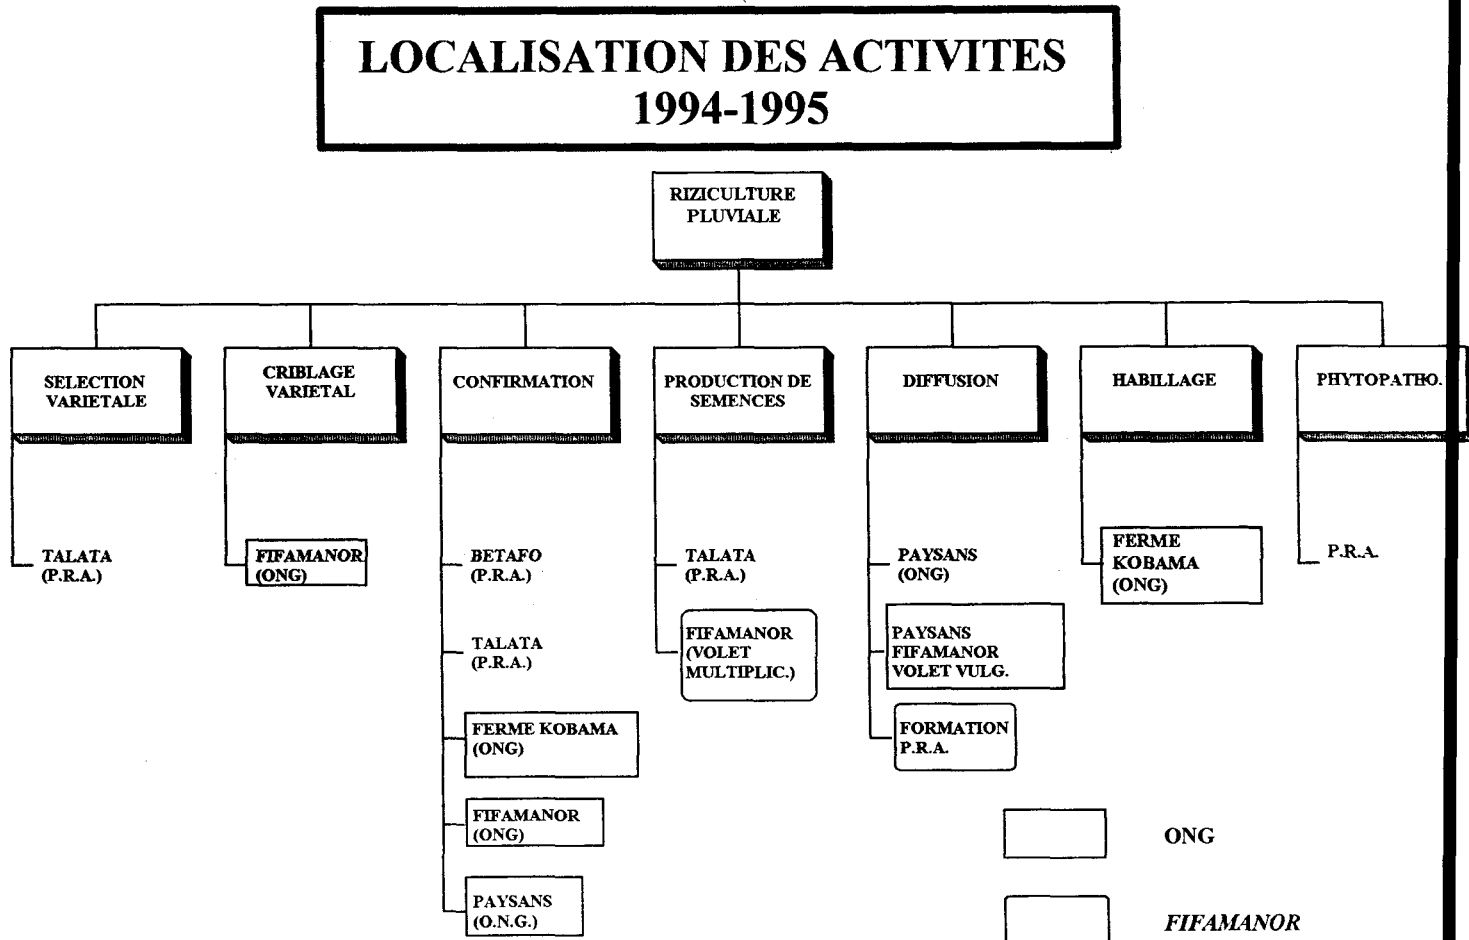 LOCALISATION DES ACTIVITES
1994-1995
RIZICULTURE
PLUVIALE
SELECTION
VARIETALE
CRIBLAGE
VARIETAL
CONFIRMATION
PRODUCTION DE
SEMENCES
DIFFUSION
HABILLAGE
PHYTOPATHO.
TALATA
(P.R.A.)
FIFAMANOR
(ONG)
BETAFO
(P.R.A.)
TALATA
(P.R.A.)
FERME KOBAMA
(ONG)
FIFAMANOR
(ONG)
PAYSANS
(O.N.G.)
TALATA
(P.R.A.)
FIFAMANOR
(VOLET
MULTIPLIC.)
PAYSANS
(ONG)
PAYSANS
FIFAMANOR
VOLET VULG.
FORMATION
P.R.A.
FERME
KOBAMA
(ONG)
P.R.A.
ONG
FIFAMANOR